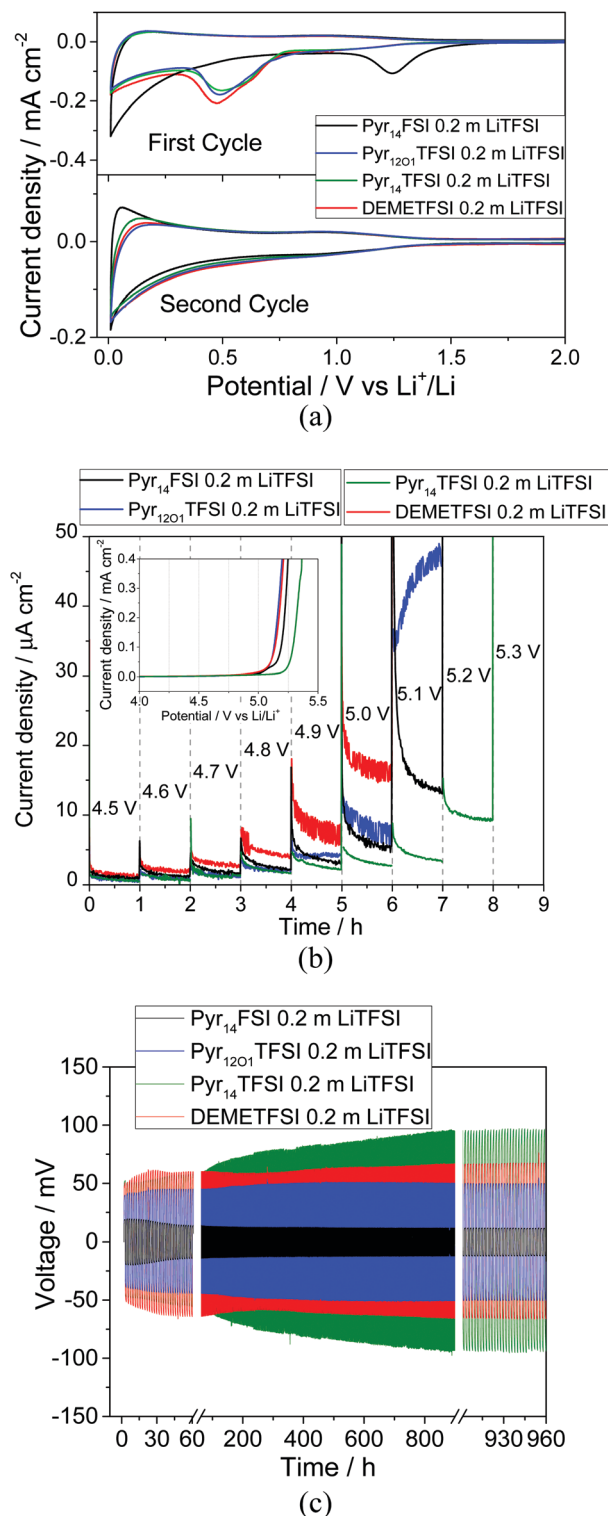 0.0
-0.2
-0.4
First Cycle
Pyr₁₄FSI 0.2 m LiTFSI
Pyr₁₂O₁TFSI 0.2 m LiTFSI
Pyr₁₄TFSI 0.2 m LiTFSI
DEMETFSI 0.2 m LiTFSI
0.0
-0.2
Second Cycle
Current density / mA cm⁻²
0.0 0.5 1.0 1.5 2.0
Potential / V vs Li⁺/Li
(a)
Pyr₁₄FSI 0.2 m LiTFSI
Pyr₁₂O₁TFSI 0.2 m LiTFSI
Pyr₁₄TFSI 0.2 m LiTFSI
DEMETFSI 0.2 m LiTFSI
50
40
30
20
10
0
Current density / µA cm⁻²
0.4
0.3
0.2
0.1
0.0
Current density / mA cm⁻²
4.0 4.5 5.0 5.5
Potential / V vs Li/Li⁺
4.5 V
4.6 V
4.7 V
4.8 V
4.9 V
5.0 V
5.1 V
5.2 V
5.3 V
0 1 2 3 4 5 6 7 8 9
Time / h
(b)
Pyr₁₄FSI 0.2 m LiTFSI
Pyr₁₂O₁TFSI 0.2 m LiTFSI
Pyr₁₄TFSI 0.2 m LiTFSI
DEMETFSI 0.2 m LiTFSI
150
100
50
0
-50
-100
-150
Voltage / mV
0 30 60 200 400 600 800 930 960
Time / h
(c)